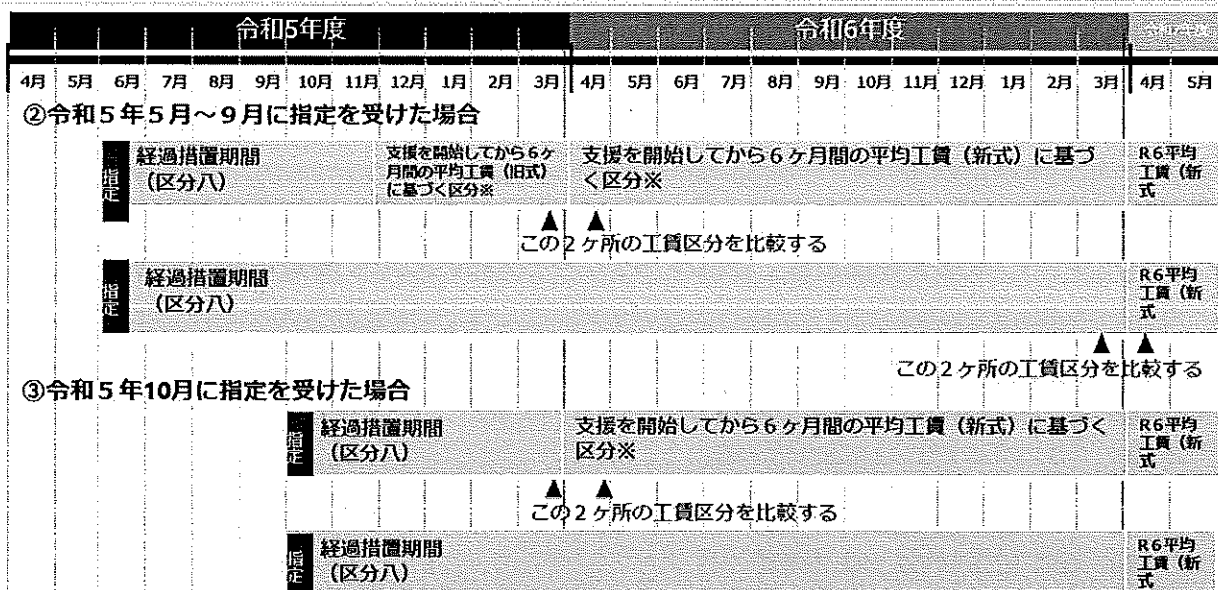 令和5年度
令和6年度
4月 5月 6月 7月 8月 9月 10月 11月 12月 1月 2月 3月 4月 5月 6月 7月 8月 9月 10月 11月 12月 1月 2月 3月 4月 5月
②令和５年５月～９月に指定を受けた場合
指定
経過措置期間
（区分八）
支援を開始してから６ヶ
月間の平均工賃（旧式）
に基づく区分※
支援を開始してから６ヶ月間の平均工賃（新式）に基づ
く区分※
R６平均
工賃（新
式
▲ ▲
この２ヶ所の工賃区分を比較する
指定
経過措置期間
（区分八）
R６平均
工賃（新
式
▲ ▲
この２ヶ所の工賃区分を比較する
③令和５年10月に指定を受けた場合
指定
経過措置期間
（区分八）
支援を開始してから６ヶ月間の平均工賃（新式）に基づく
区分※
R６平均
工賃（新
式
▲ ▲
この２ヶ所の工賃区分を比較する
指定
経過措置期間
（区分八）
R６平均
工賃（新
式